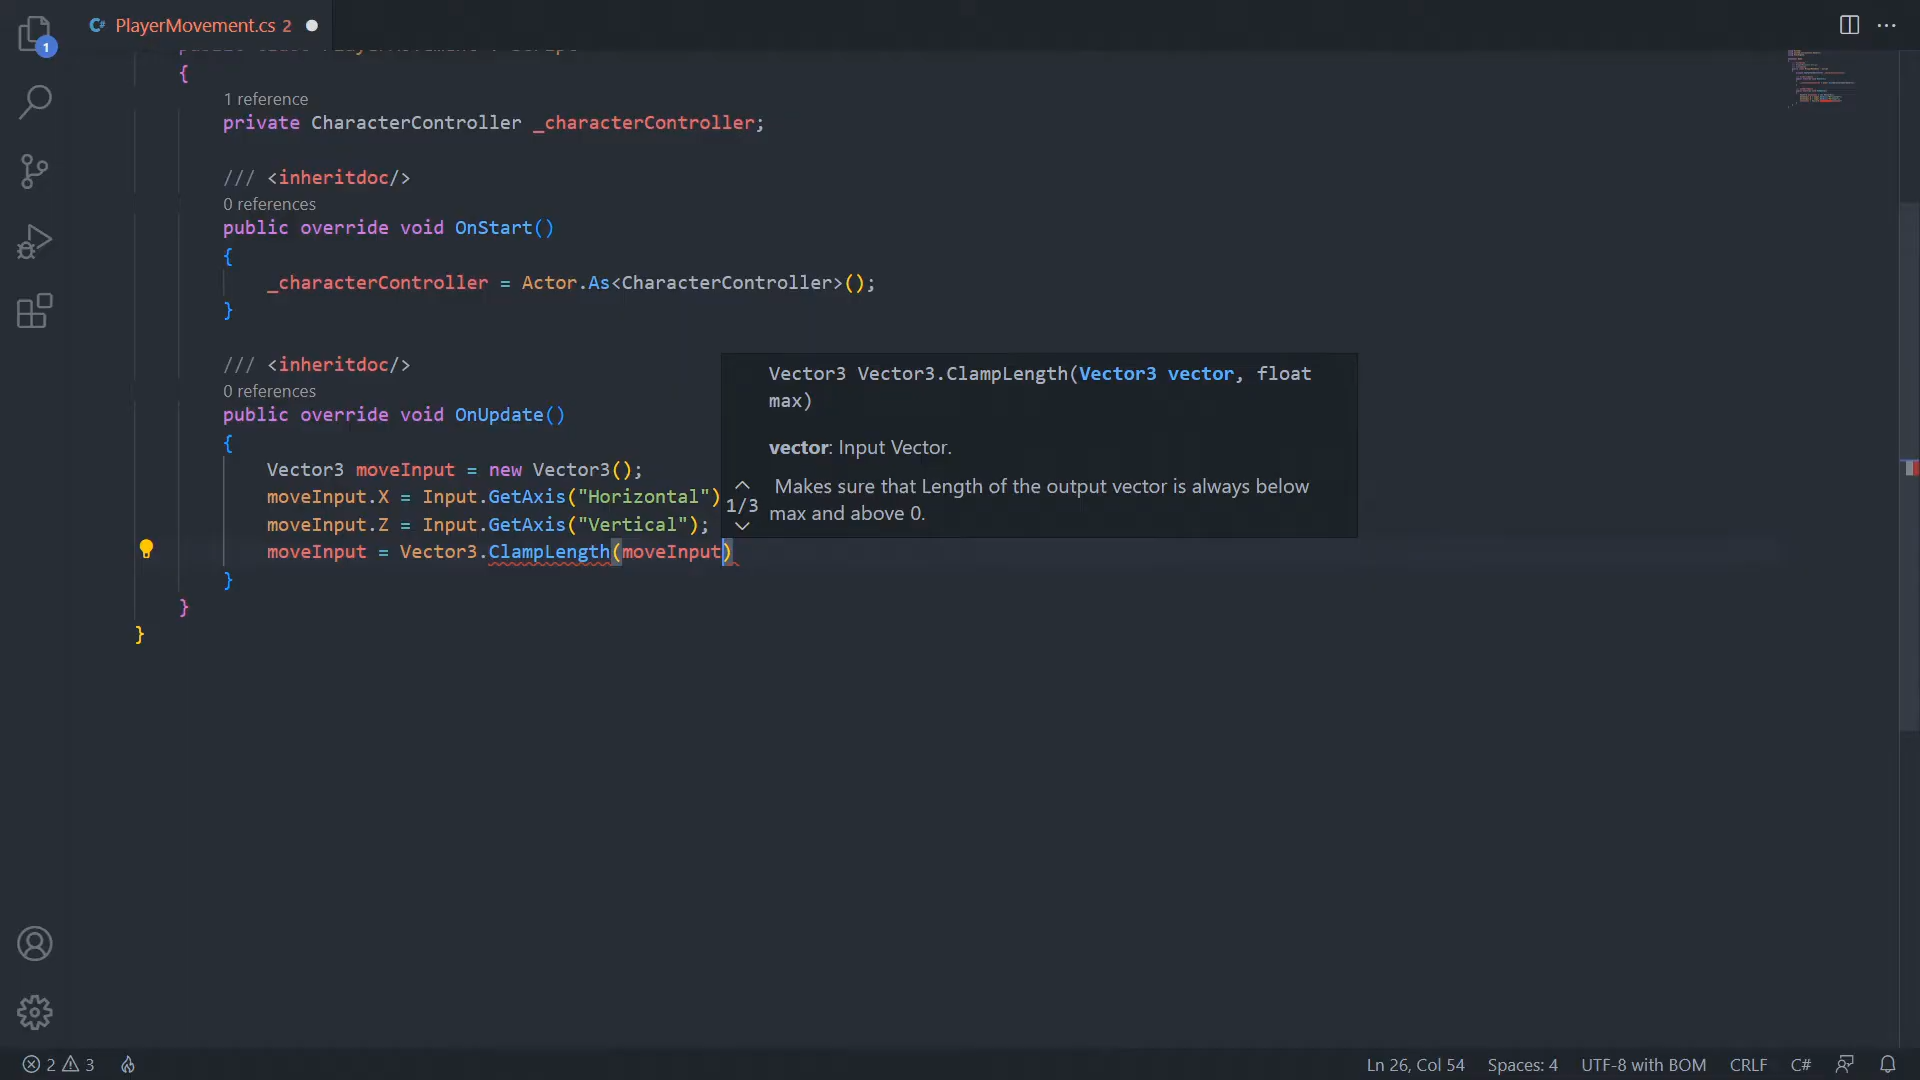 C# PlayerMovement.cs 2
1
{
1 reference
private CharacterController _characterController;
/// <inheritdoc/>
0 references
public override void OnStart()
{
_characterController = Actor.As<CharacterController>();
}
/// <inheritdoc/>
0 references
public override void OnUpdate()
{
Vector3 moveInput = new Vector3();
moveInput.X = Input.GetAxis("Horizontal")
moveInput.Z = Input.GetAxis("Vertical");
moveInput = Vector3.ClampLength(moveInput)
}
}
}
Vector3 Vector3.ClampLength(Vector3 vector, float
max)
vector: Input Vector.
1/3
Makes sure that Length of the output vector is always below
max and above 0.
2 3
Ln 26, Col 54 Spaces: 4 UTF-8 with BOM CRLF C#